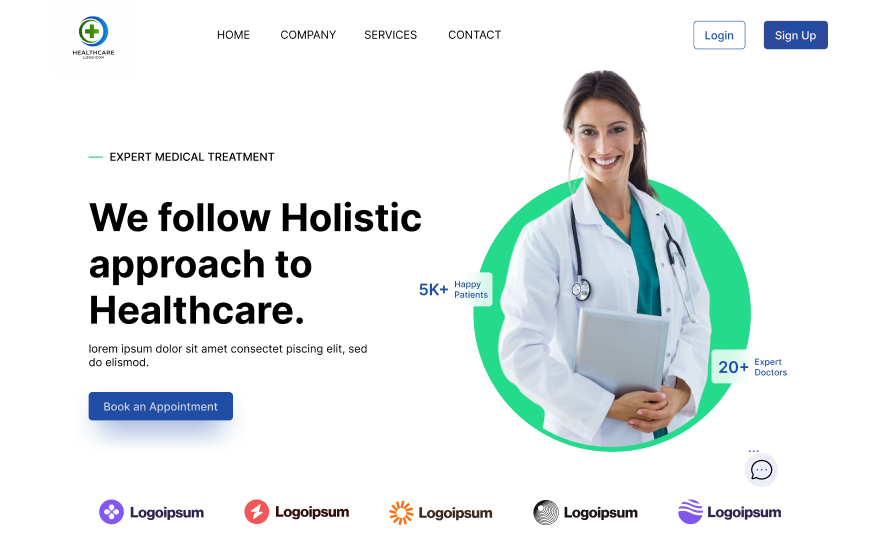 HEALTHCARE
LOGO ICON
HOME COMPANY SERVICES CONTACT
Login
Sign Up
EXPERT MEDICAL TREATMENT
We follow Holistic
approach to
Healthcare.
lorem ipsum dolor sit amet consectet piscing elit, sed
do elismod.
Book an Appointment
5K+ Happy
Patients
20+ Expert
Doctors
Logoipsum Logoipsum Logoipsum Logoipsum Logoipsum